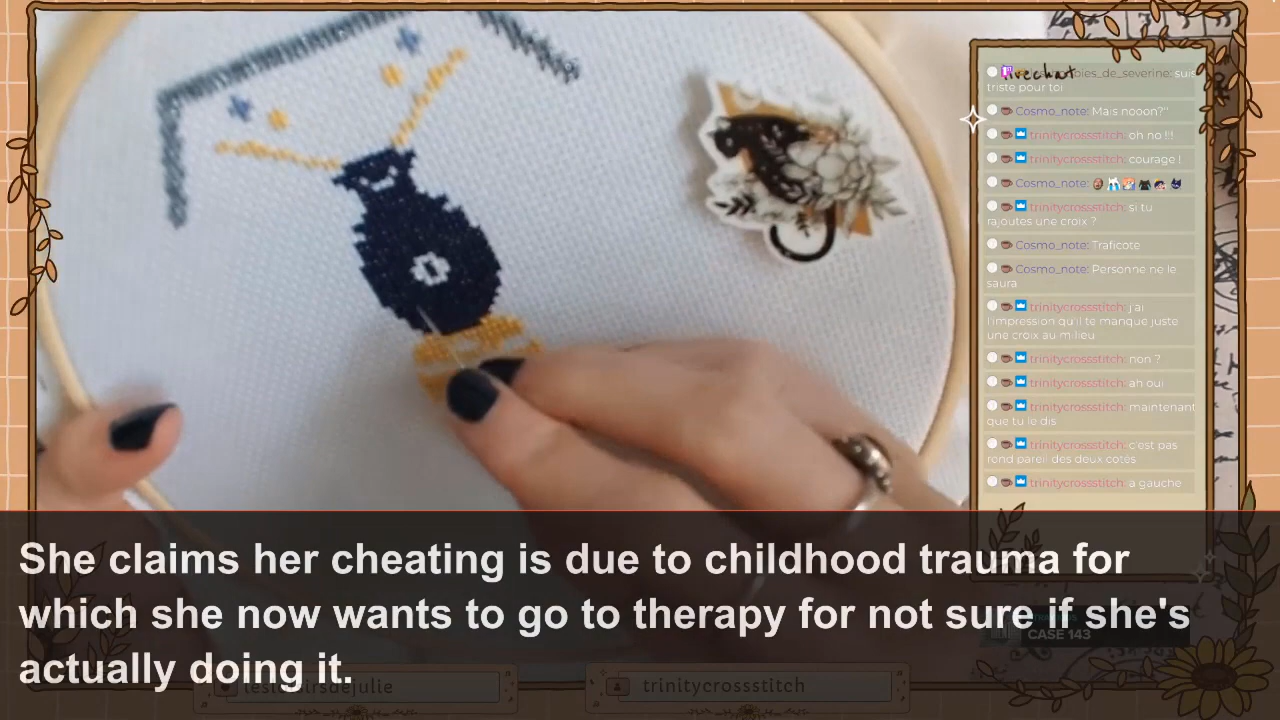 livechat
oies_de_severine: suis
triste pour toi
Cosmo_note: Mais nooon?"
trinitycrossstitch: oh no !!!
trinitycrossstitch: courage !
Cosmo_note:
trinitycrossstitch: si tu
rajoutes une croix ?
Cosmo_note: Traficote
Cosmo_note: Personne ne le
saura
trinitycrossstitch: j'ai
l'impression qu'il te manque juste
une croix au milieu
trinitycrossstitch: non ?
trinitycrossstitch: ah oui
trinitycrossstitch: maintenant
que tu le dis
trinitycrossstitch: c'est pas
rond pareil des deux cotés
trinitycrossstitch: a gauche
She claims her cheating is due to childhood trauma for
which she now wants to go to therapy for not sure if she's
actually doing it.
CASE 143
lesloisirsdejulie
trinitycrossstitch